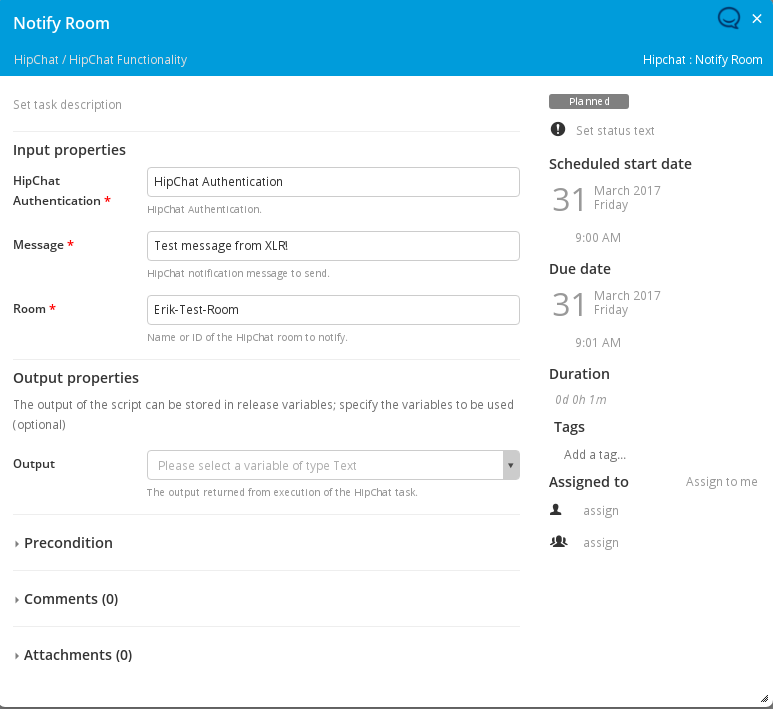 Notify Room
×
HipChat / HipChat Functionality
Hipchat : Notify Room
Set task description
Input properties
HipChat
Authentication *
HipChat Authentication
HipChat Authentication.
Message *
Test message from XLR!
HipChat notification message to send.
Room *
Erik-Test-Room
Name or ID of the HipChat room to notify.
Output properties
The output of the script can be stored in release variables; specify the variables to be used
(optional)
Output
Please select a variable of type Text
The output returned from execution of the HipChat task.
Precondition
Comments (0)
Attachments (0)
Planned
Set status text
Scheduled start date
31 March 2017
Friday
9:00 AM
Due date
31 March 2017
Friday
9:01 AM
Duration
0d 0h 1m
Tags
Add a tag...
Assigned to
Assign to me
assign
assign